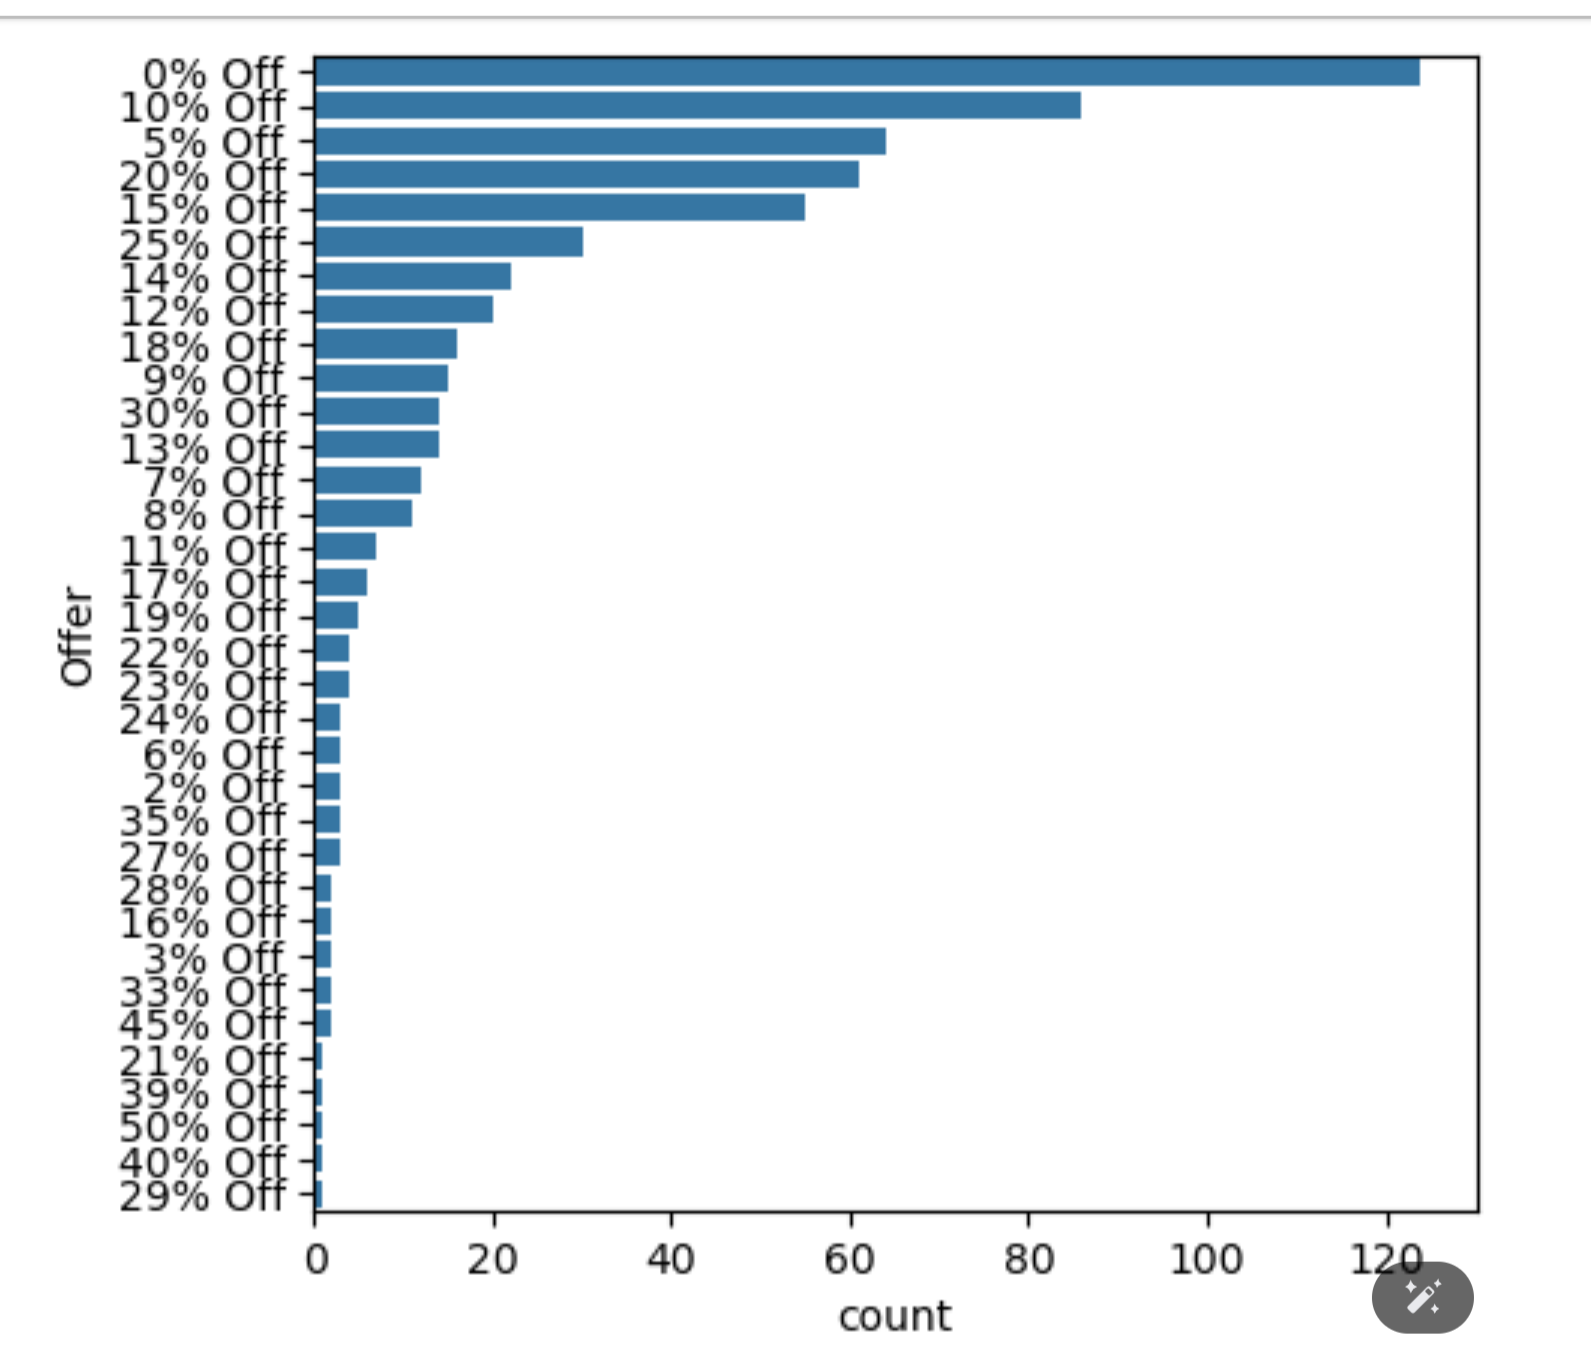 0% Off
10% Off
5% Off
20% Off
15% Off
25% Off
14% Off
12% Off
18% Off
9% Off
30% Off
13% Off
7% Off
8% Off
11% Off
17% Off
19% Off
22% Off
23% Off
24% Off
6% Off
2% Off
35% Off
27% Off
28% Off
16% Off
3% Off
33% Off
45% Off
21% Off
39% Off
50% Off
40% Off
29% Off
Offer
0 20 40 60 80 100 120
count